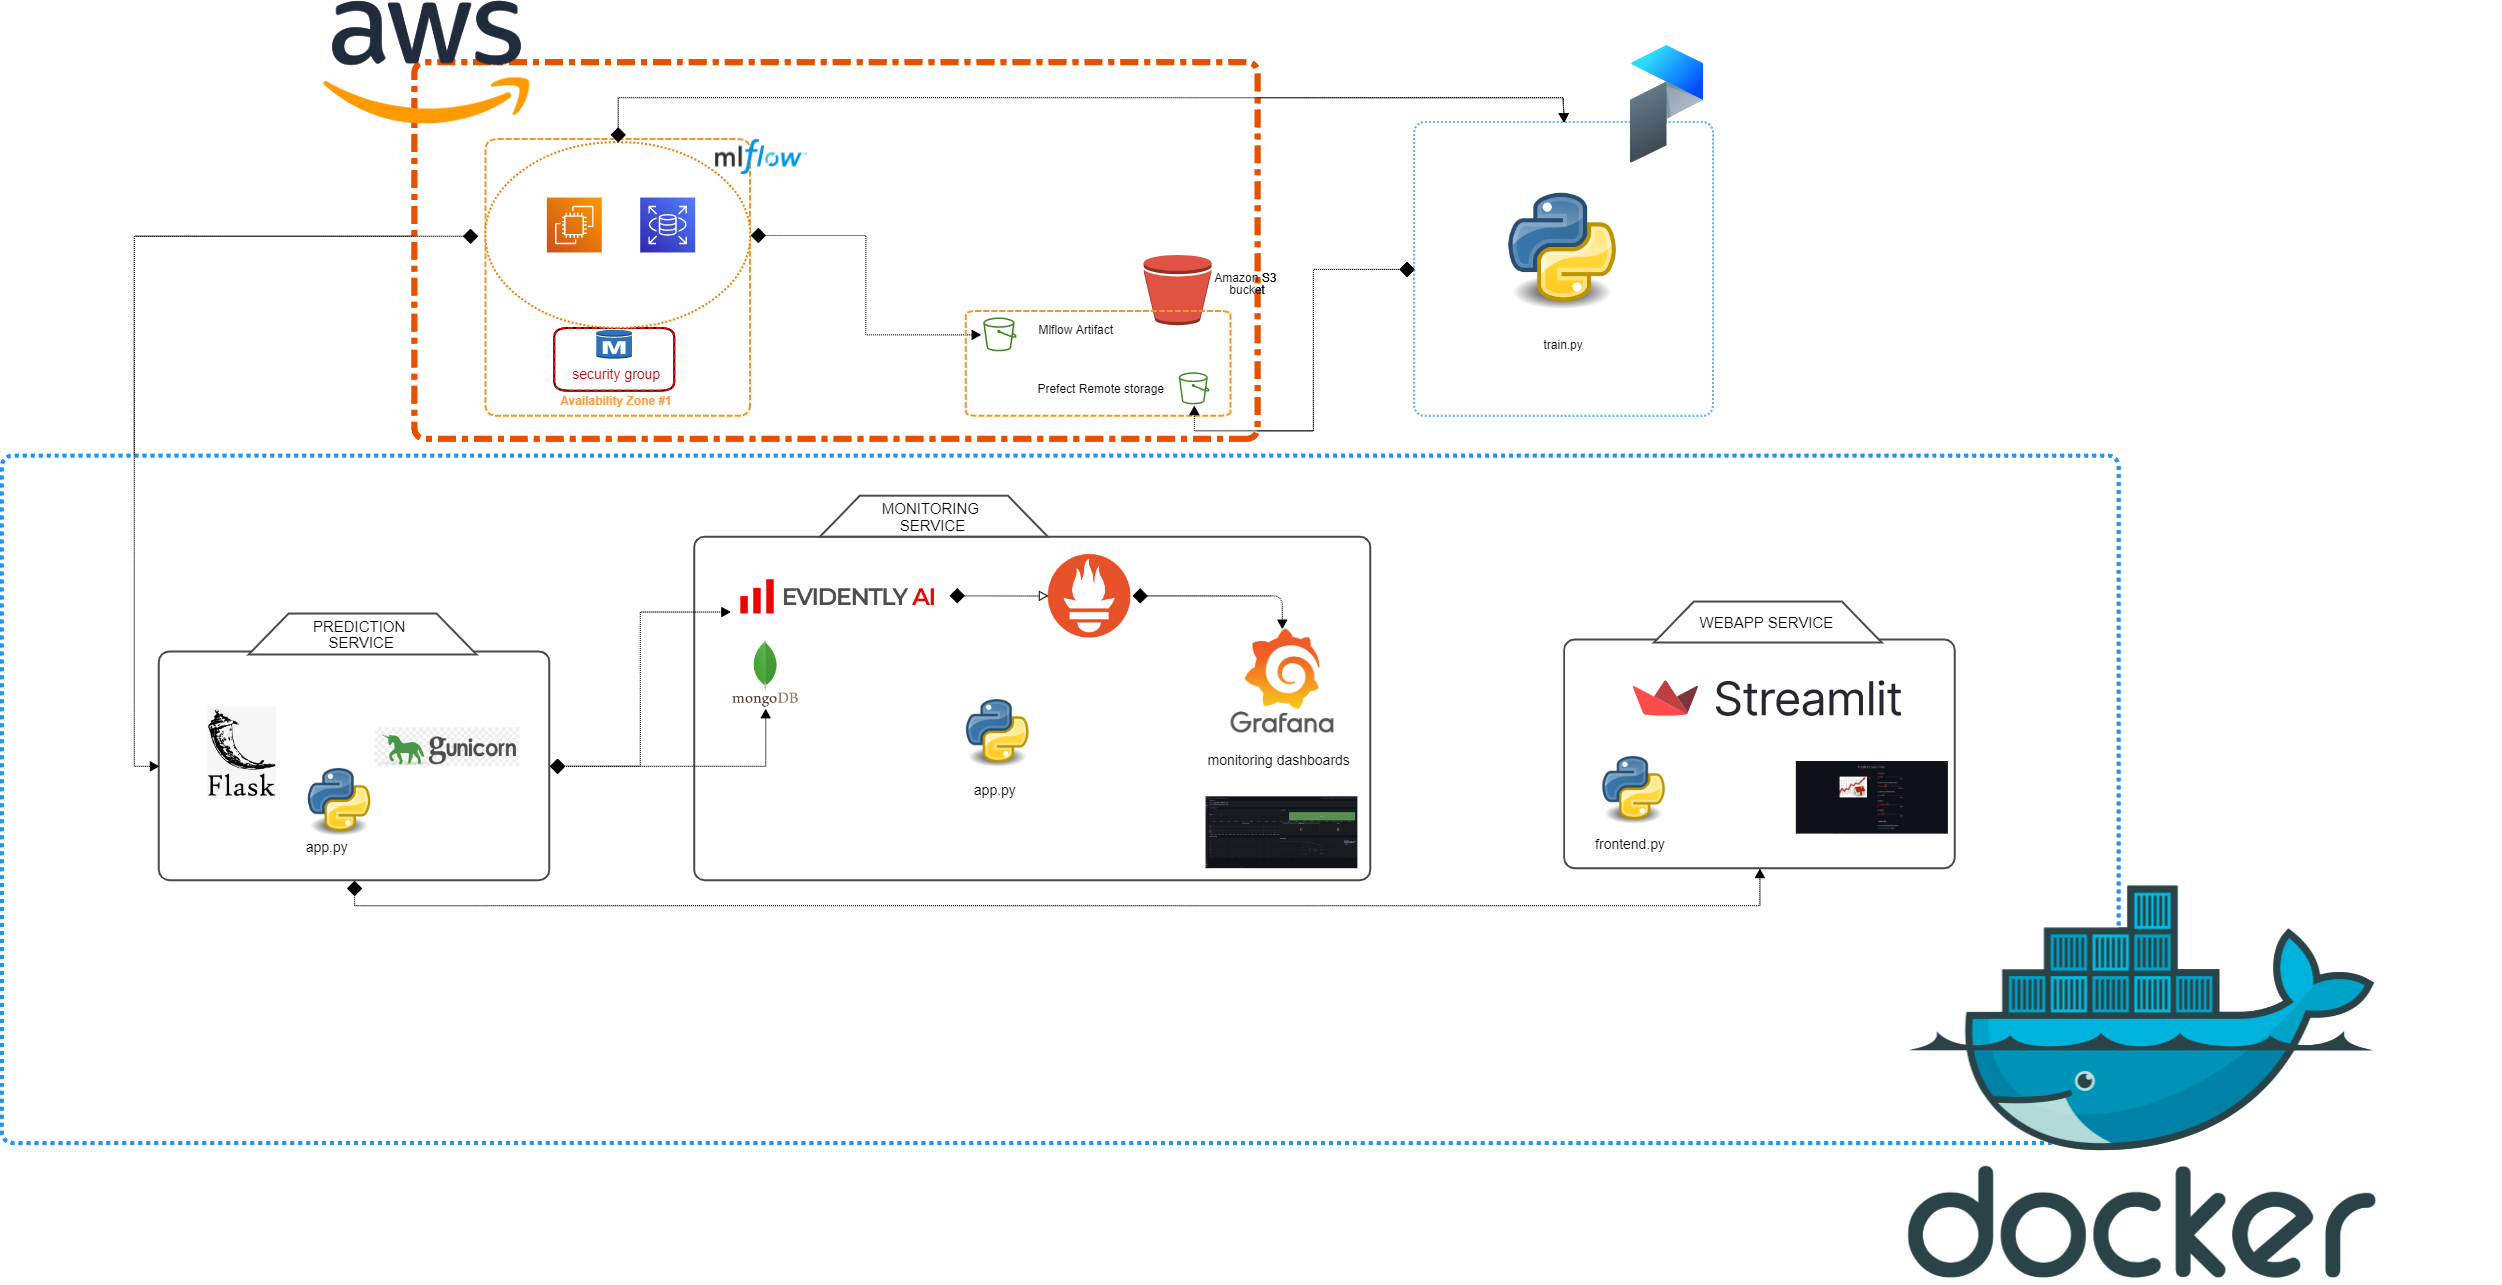 aws
mlflow
Amazon S3
bucket
Mlflow Artifact
Prefect Remote storage
M
security group
Availability Zone #1
train.py
MONITORING
SERVICE
EVIDENTLY AI
mongoDB
app.py
Grafana
monitoring dashboards
PREDICTION
SERVICE
Flask
gunicorn
app.py
WEBAPP SERVICE
Streamlit
frontend.py
docker